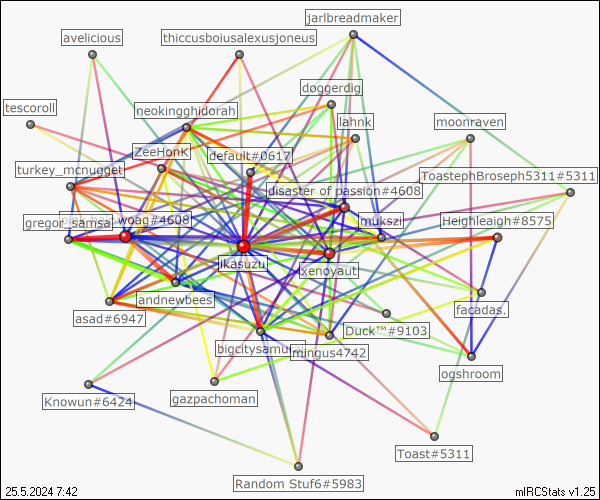 jarlbreadmaker
avelicious
thiccusboiusalexusjoneus
doggerdig
tescoroll
neokingghidorah
lahnk
moonraven
ZeeHonK
default#0617
turkey_mcnugget
ToastephBroseph5311#5311
disaster of passion#4608
gregor_samsa|
woag#4608
mukszi
Heighleigh#8575
ikasuzu
xenoyaut
andnewbees
facadas.
asad#6947
Duck™#9103
bigcitysamu
mingus4742
ogshroom
Knowun#6424
gazpachoman
Toast#5311
Random Stuf6#5983
25.5.2024 7:42
mIRCStats v1.25